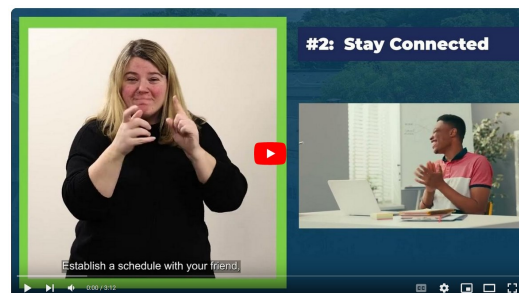 #2: Stay Connected
Establish a schedule with your friend,
0:00 / 3:12